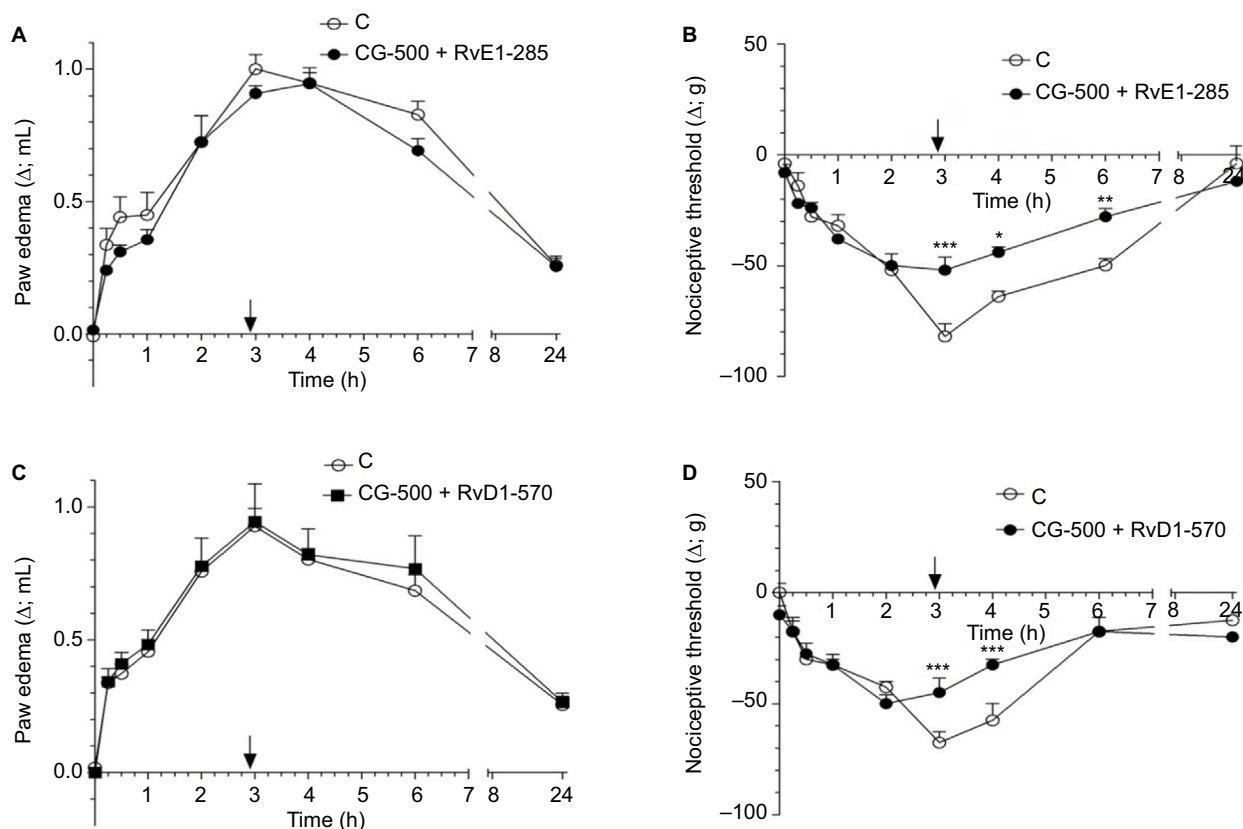 A
C
CG-500 + RvE1-285
Paw edema (Δ; mL)
1.0
0.5
0.0
1 2 3 4 5 6 7 8 24
Time (h)
B
C
CG-500 + RvE1-285
Nociceptive threshold (Δ; g)
50
0
–50
–100
1 2 3 4 5 6 7 8 24
Time (h)
*** * **
C
C
CG-500 + RvD1-570
Paw edema (Δ; mL)
1.0
0.5
0.0
1 2 3 4 5 6 7 8 24
Time (h)
D
C
CG-500 + RvD1-570
Nociceptive threshold (Δ; g)
50
0
–50
–100
1 2 3 4 5 6 7 8 24
Time (h)
*** ***